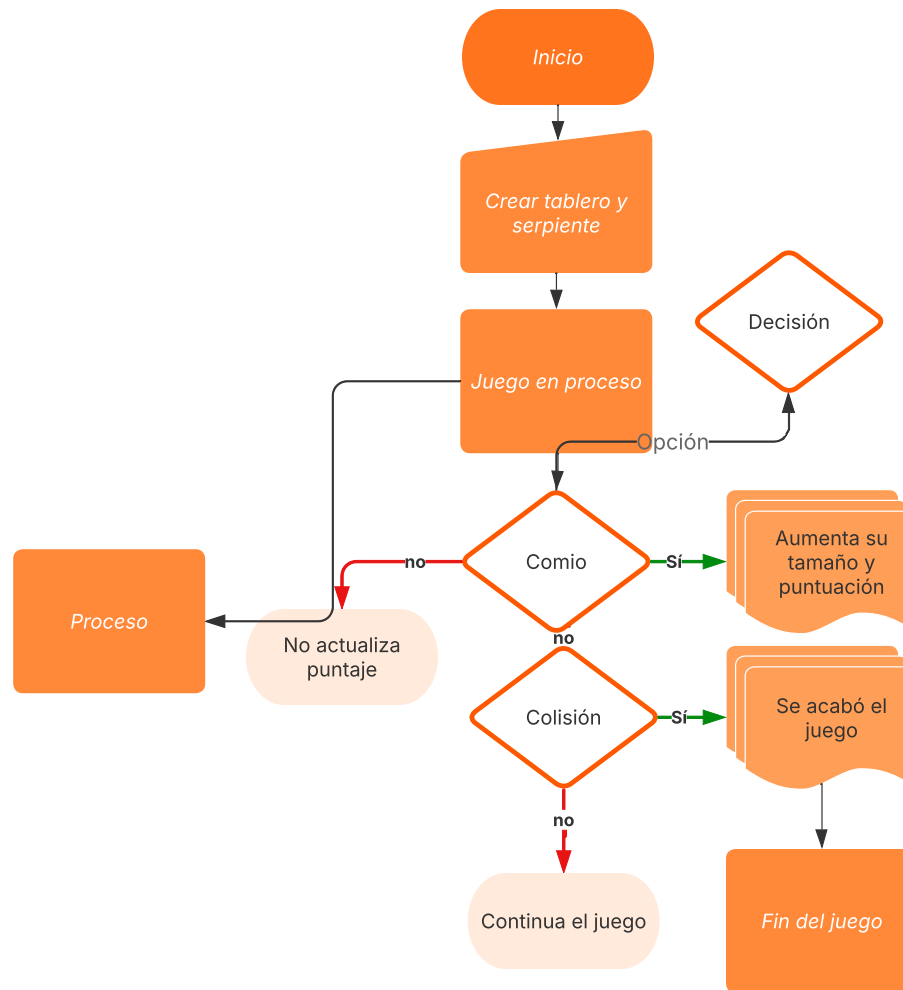 Inicio
Crear tablero y
serpiente
Juego en proceso
Decisión
Opción
Comio
no
Sí
Aumenta su
tamaño y
puntuación
Proceso
No actualiza
puntaje
no
Colisión
Sí
Se acabó el
juego
no
Continua el juego
Fin del juego